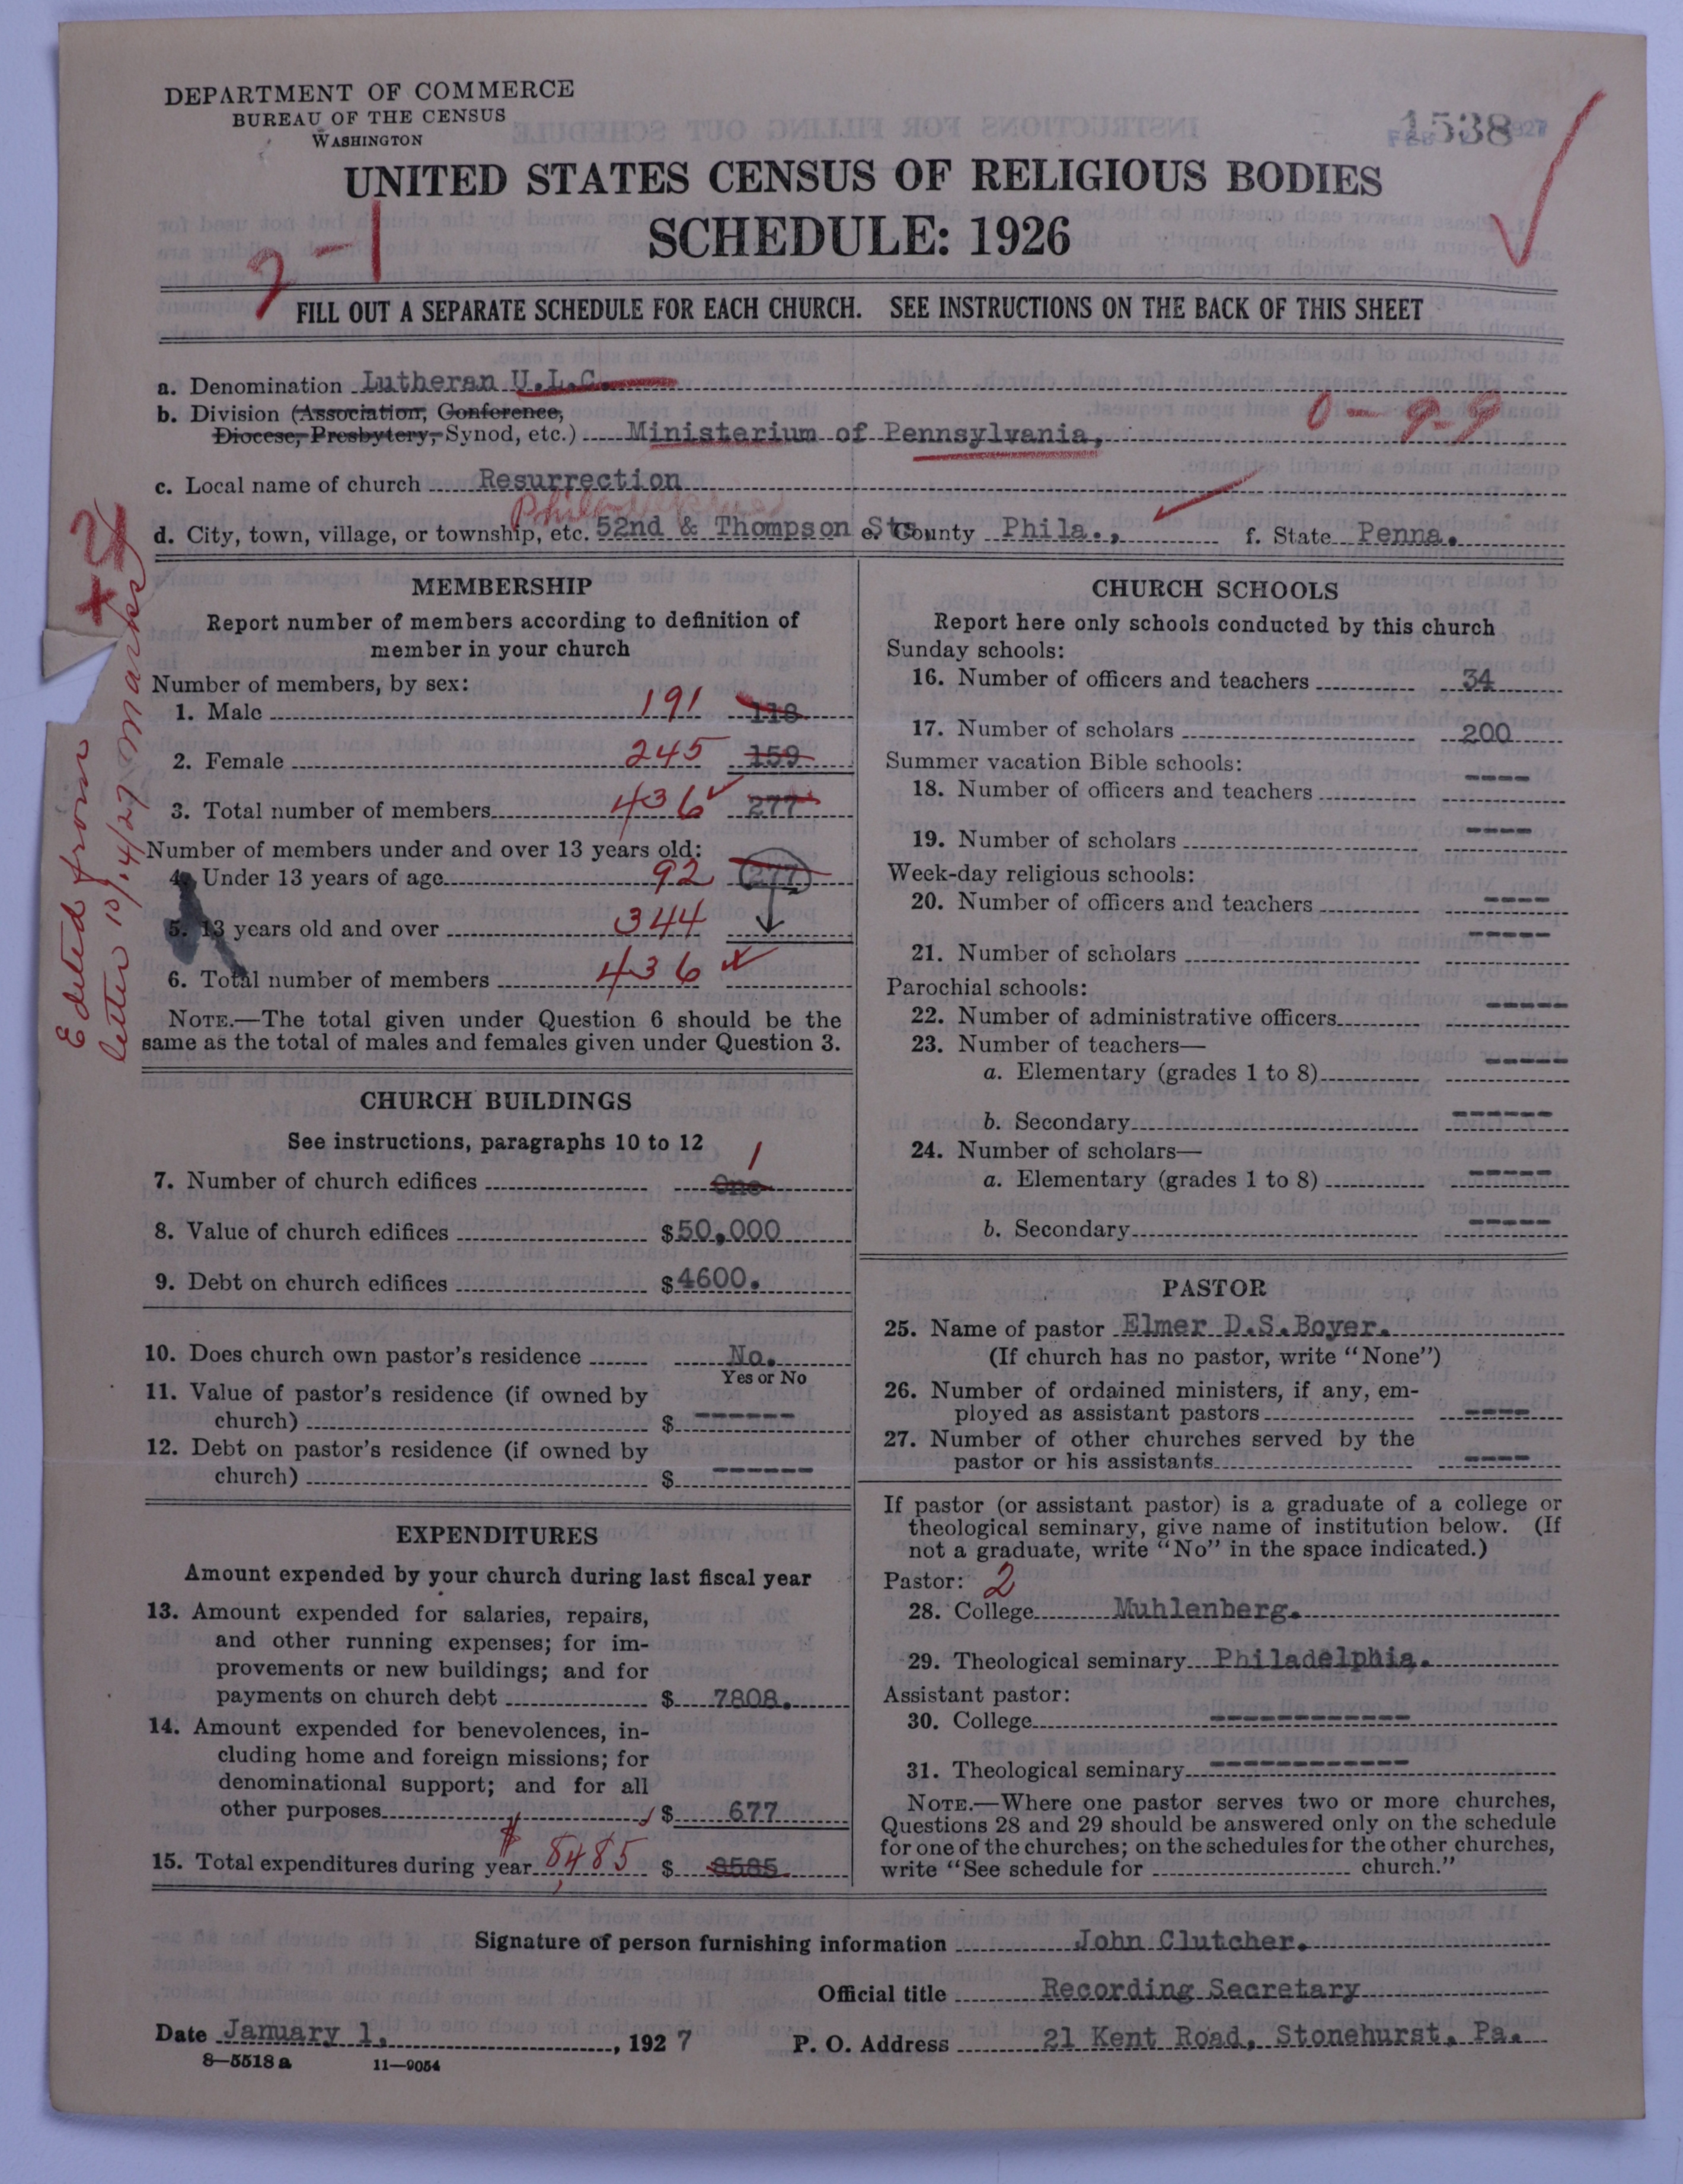 DEPARTMENT OF COMMERCE
BUREAU OF THE CENSUS
WASHINGTON
1538
UNITED STATES CENSUS OF RELIGIOUS BODIES
SCHEDULE: 1926
2-1
FILL OUT A SEPARATE SCHEDULE FOR EACH CHURCH. SEE INSTRUCTIONS ON THE BACK OF THIS SHEET
a. Denomination Lutheran U.L.C.
b. Division (Association, Conference,
Diocese, Presbytery, Synod, etc.) Ministerium of Pennsylvania,
0-99
c. Local name of church Resurrection
Philadelphia
d. City, town, village, or township, etc. 52nd & Thompson Sts. e. County Phila., f. State Penna.
Edited from
letter 10/14/27 Marks
MEMBERSHIP
Report number of members according to definition of
member in your church
Number of members, by sex:
1. Male 191 118
2. Female 245 159
3. Total number of members 436 277
Number of members under and over 13 years old:
4. Under 13 years of age 92 277
5. 13 years old and over 344
6. Total number of members 436
NOTE.—The total given under Question 6 should be the
same as the total of males and females given under Question 3.
CHURCH BUILDINGS
See instructions, paragraphs 10 to 12
1
7. Number of church edifices One
8. Value of church edifices $50,000
9. Debt on church edifices $4600.
10. Does church own pastor's residence No.
Yes or No
11. Value of pastor's residence (if owned by
church) $ ------
12. Debt on pastor's residence (if owned by
church) $ ------
EXPENDITURES
Amount expended by your church during last fiscal year
13. Amount expended for salaries, repairs,
and other running expenses; for im-
provements or new buildings; and for
payments on church debt $ 7808.
14. Amount expended for benevolences, in-
cluding home and foreign missions; for
denominational support; and for all
other purposes $ 677
15. Total expenditures during year $8485 $ 8585
CHURCH SCHOOLS
Report here only schools conducted by this church
Sunday schools:
16. Number of officers and teachers 34
17. Number of scholars 200
Summer vacation Bible schools:
18. Number of officers and teachers ----
19. Number of scholars ----
Week-day religious schools:
20. Number of officers and teachers ----
21. Number of scholars -----
Parochial schools:
22. Number of administrative officers -----
23. Number of teachers—
a. Elementary (grades 1 to 8) -----
b. Secondary ------
24. Number of scholars—
a. Elementary (grades 1 to 8) -----
b. Secondary -----
PASTOR
25. Name of pastor Elmer D.S.Boyer.
(If church has no pastor, write "None")
26. Number of ordained ministers, if any, em-
ployed as assistant pastors ----
27. Number of other churches served by the
pastor or his assistants ----
If pastor (or assistant pastor) is a graduate of a college or
theological seminary, give name of institution below. (If
not a graduate, write "No" in the space indicated.)
Pastor: 2
28. College Muhlenberg.
29. Theological seminary Philadelphia.
Assistant pastor:
30. College ------------
31. Theological seminary ------------
NOTE.—Where one pastor serves two or more churches,
Questions 28 and 29 should be answered only on the schedule
for one of the churches; on the schedules for the other churches,
write "See schedule for church."
Signature of person furnishing information John Clutcher.
Official title Recording Secretary
Date January 1, , 1927 P. O. Address 21 Kent Road, Stonehurst, Pa.
8—5518 a 11—9054